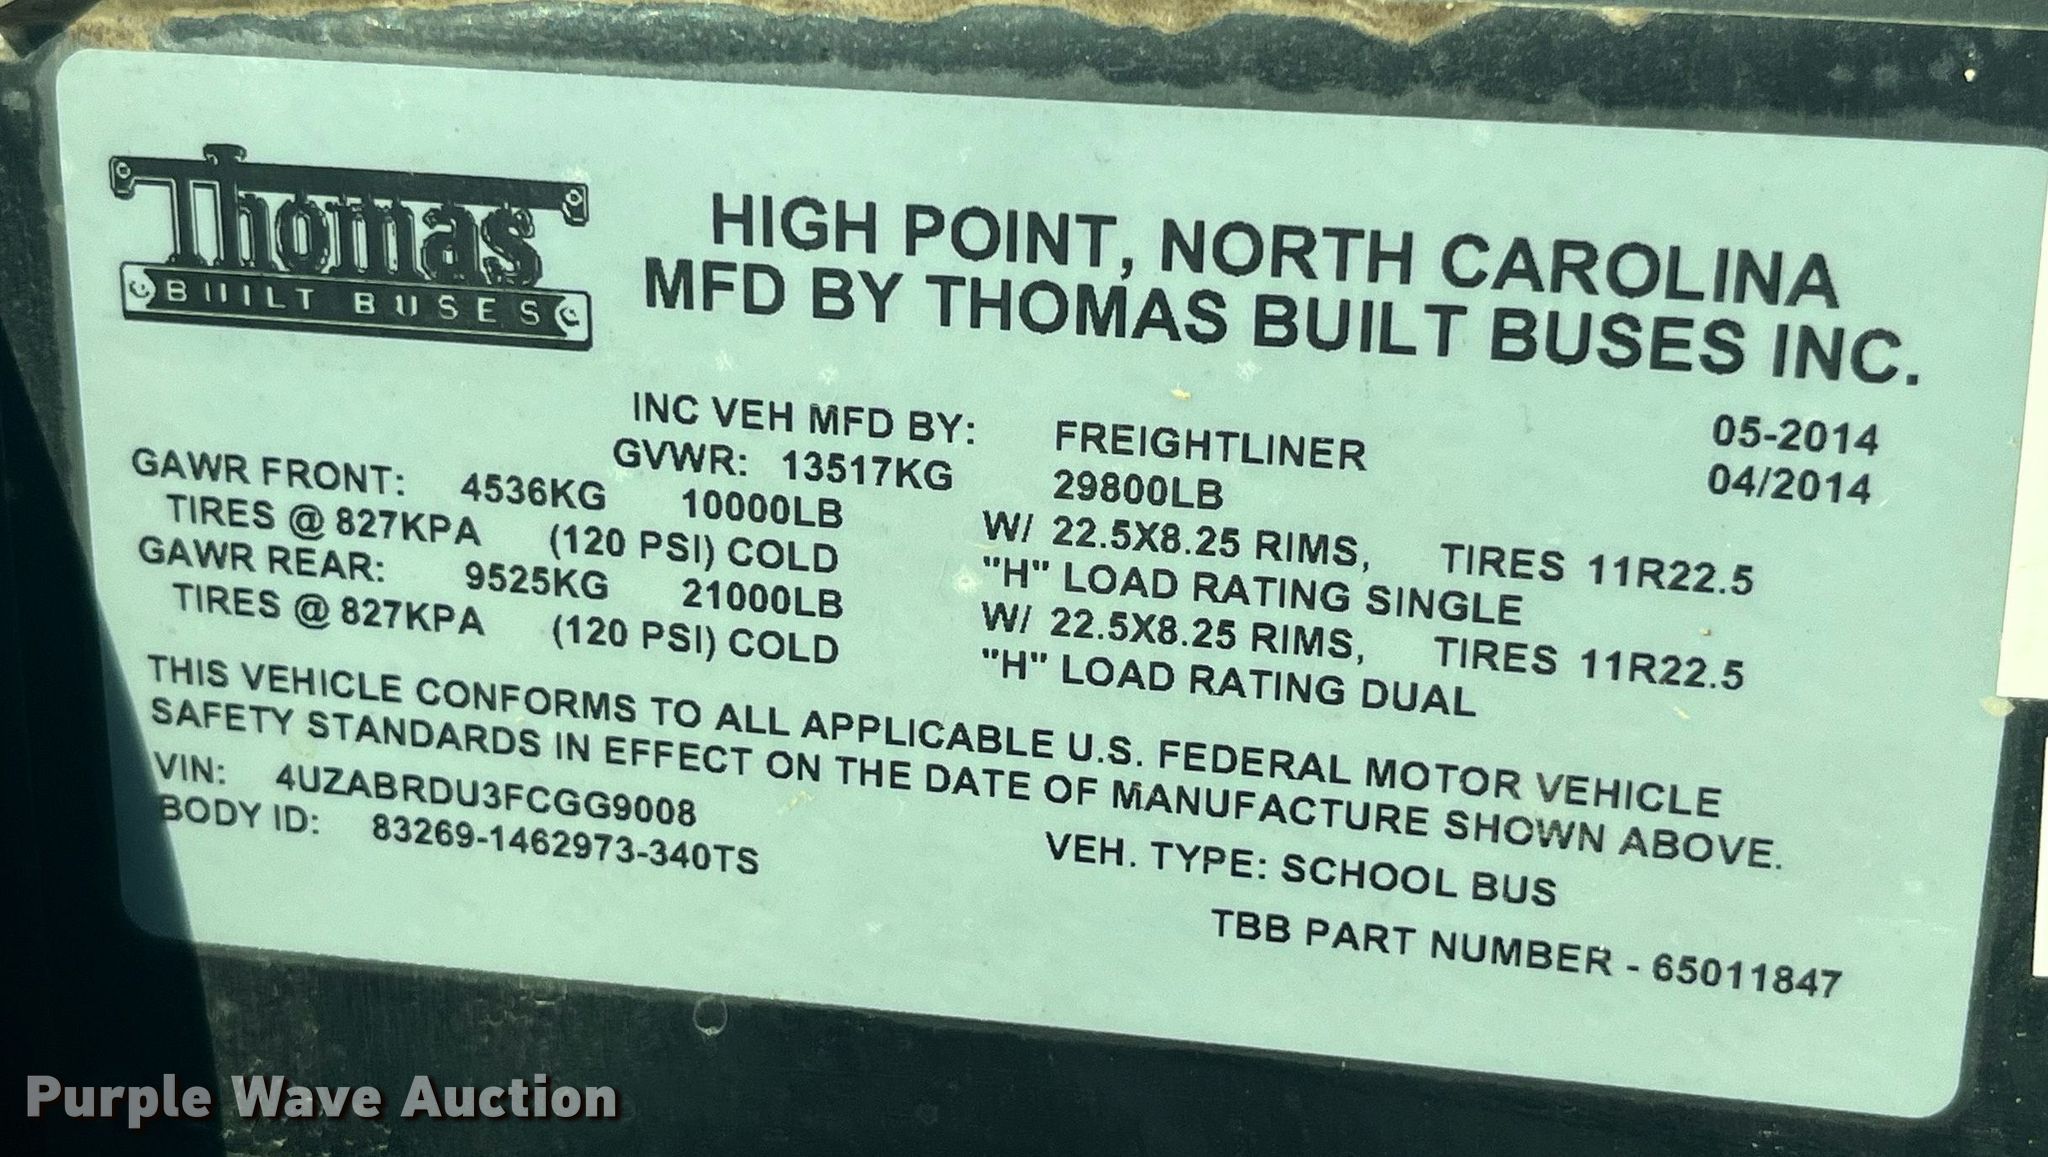 Thomas
BUILT BUSES
HIGH POINT, NORTH CAROLINA
MFD BY THOMAS BUILT BUSES INC.
05-2014
INC VEH MFD BY: FREIGHTLINER 04/2014
GVWR: 13517KG 29800LB
GAWR FRONT: 4536KG 10000LB W/ 22.5X8.25 RIMS, TIRES 11R22.5
TIRES @ 827KPA (120 PSI) COLD "H" LOAD RATING SINGLE
GAWR REAR: 9525KG 21000LB W/ 22.5X8.25 RIMS, TIRES 11R22.5
TIRES @ 827KPA (120 PSI) COLD "H" LOAD RATING DUAL
THIS VEHICLE CONFORMS TO ALL APPLICABLE U.S. FEDERAL MOTOR VEHICLE
SAFETY STANDARDS IN EFFECT ON THE DATE OF MANUFACTURE SHOWN ABOVE.
VIN: 4UZABRDU3FCGG9008
VEH. TYPE: SCHOOL BUS
BODY ID: 83269-1462973-340TS
TBB PART NUMBER - 65011847
Purple Wave Auction